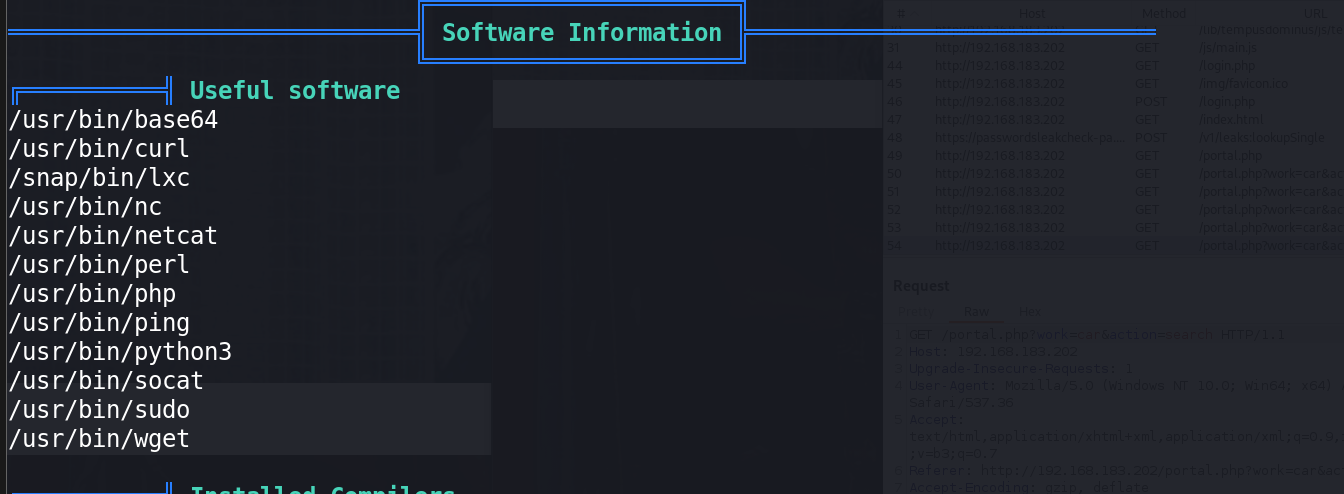 Software Information
Useful software
/usr/bin/base64
/usr/bin/curl
/snap/bin/lxc
/usr/bin/nc
/usr/bin/netcat
/usr/bin/perl
/usr/bin/php
/usr/bin/ping
/usr/bin/python3
/usr/bin/socat
/usr/bin/sudo
/usr/bin/wget
Installed Compilers
# Host Method URL
31 http://192.168.183.202 GET /js/main.js
44 http://192.168.183.202 GET /login.php
45 http://192.168.183.202 GET /img/favicon.ico
46 http://192.168.183.202 POST /login.php
47 http://192.168.183.202 GET /index.html
48 https://passwordsleakcheck-pa... POST /v1/leaks:lookupSingle
49 http://192.168.183.202 GET /portal.php
50 http://192.168.183.202 GET /portal.php?work=car&ac
51 http://192.168.183.202 GET /portal.php?work=car&ac
52 http://192.168.183.202 GET /portal.php?work=car&ac
53 http://192.168.183.202 GET /portal.php?work=car&ac
54 http://192.168.183.202 GET /portal.php?work=car&ac
Request
Pretty Raw Hex
1 GET /portal.php?work=car&action=search HTTP/1.1
2 Host: 192.168.183.202
3 Upgrade-Insecure-Requests: 1
4 User-Agent: Mozilla/5.0 (Windows NT 10.0; Win64; x64)
Safari/537.36
5 Accept:
text/html,application/xhtml+xml,application/xml;q=0.9,
;v=b3;q=0.7
6 Referer: http://192.168.183.202/portal.php?work=car&ac
7 Accept-Encoding: gzip, deflate